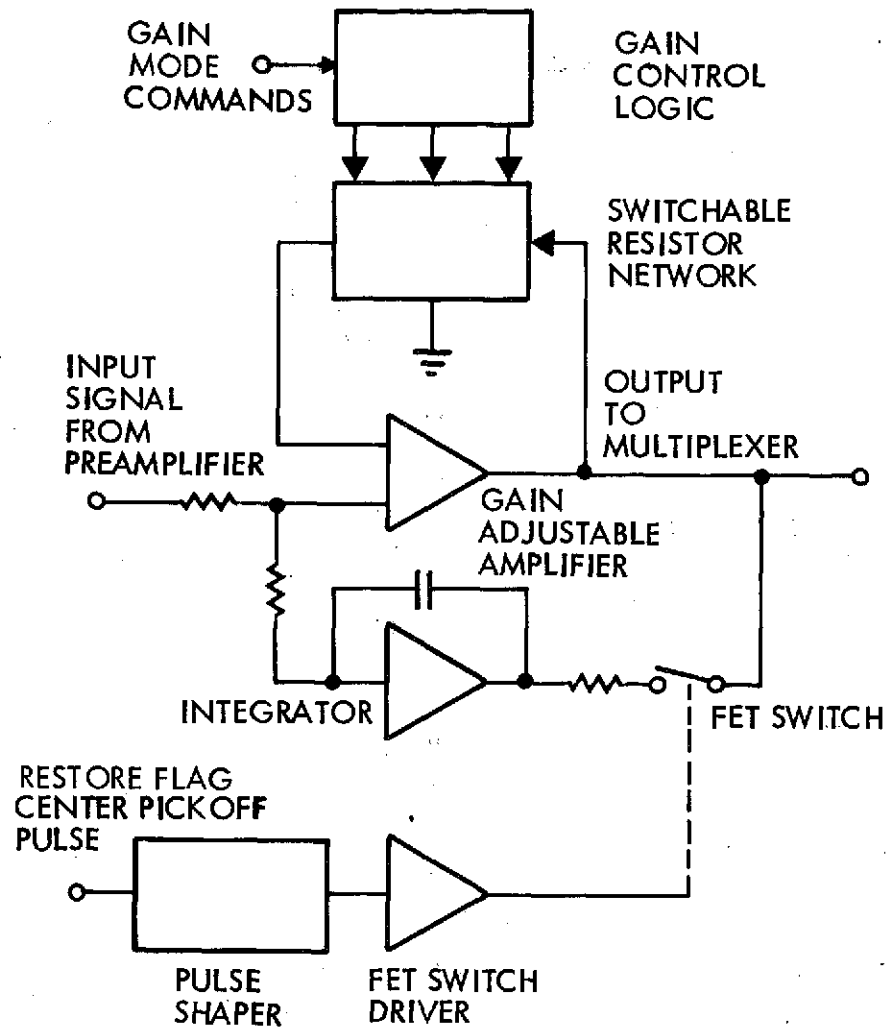 GAIN
MODE
COMMANDS
GAIN
CONTROL
LOGIC
SWITCHABLE
RESISTOR
NETWORK
INPUT
SIGNAL
FROM
PREAMPLIFIER
OUTPUT
TO
MULTIPLEXER
GAIN
ADJUSTABLE
AMPLIFIER
INTEGRATOR
FET SWITCH
RESTORE FLAG
CENTER PICKOFF
PULSE
PULSE
SHAPER
FET SWITCH
DRIVER